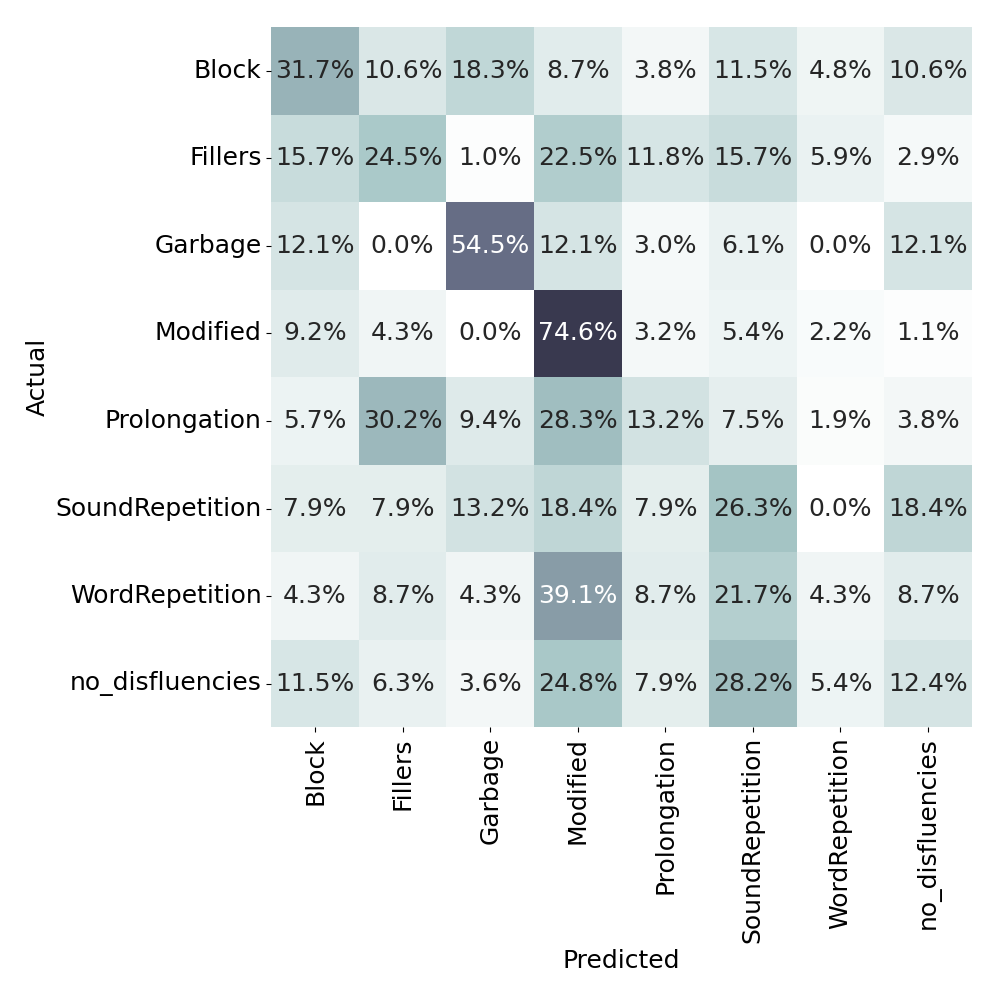 Block 31.7% 10.6% 18.3% 8.7% 3.8% 11.5% 4.8% 10.6%
Fillers 15.7% 24.5% 1.0% 22.5% 11.8% 15.7% 5.9% 2.9%
Garbage 12.1% 0.0% 54.5% 12.1% 3.0% 6.1% 0.0% 12.1%
Modified 9.2% 4.3% 0.0% 74.6% 3.2% 5.4% 2.2% 1.1%
Actual
Prolongation 5.7% 30.2% 9.4% 28.3% 13.2% 7.5% 1.9% 3.8%
SoundRepetition 7.9% 7.9% 13.2% 18.4% 7.9% 26.3% 0.0% 18.4%
WordRepetition 4.3% 8.7% 4.3% 39.1% 8.7% 21.7% 4.3% 8.7%
no_disfluencies 11.5% 6.3% 3.6% 24.8% 7.9% 28.2% 5.4% 12.4%
Block Fillers Garbage Modified Prolongation SoundRepetition WordRepetition no_disfluencies
Predicted